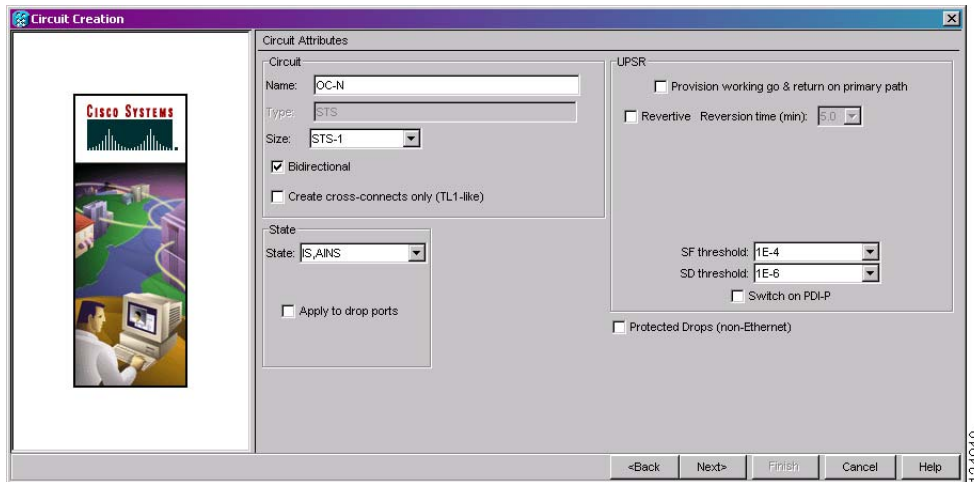 Circuit Creation
Circuit Attributes
CISCO SYSTEMS
Circuit
Name: OC-N
Type: STS
Size: STS-1
Bidirectional
Create cross-connects only (TL1-like)
State
State: IS,AINS
Apply to drop ports
UPSR
Provision working go & return on primary path
Revertive Reversion time (min): 5.0
SF threshold: 1E-4
SD threshold: 1E-6
Switch on PDI-P
Protected Drops (non-Ethernet)
<Back Next> Finish Cancel Help